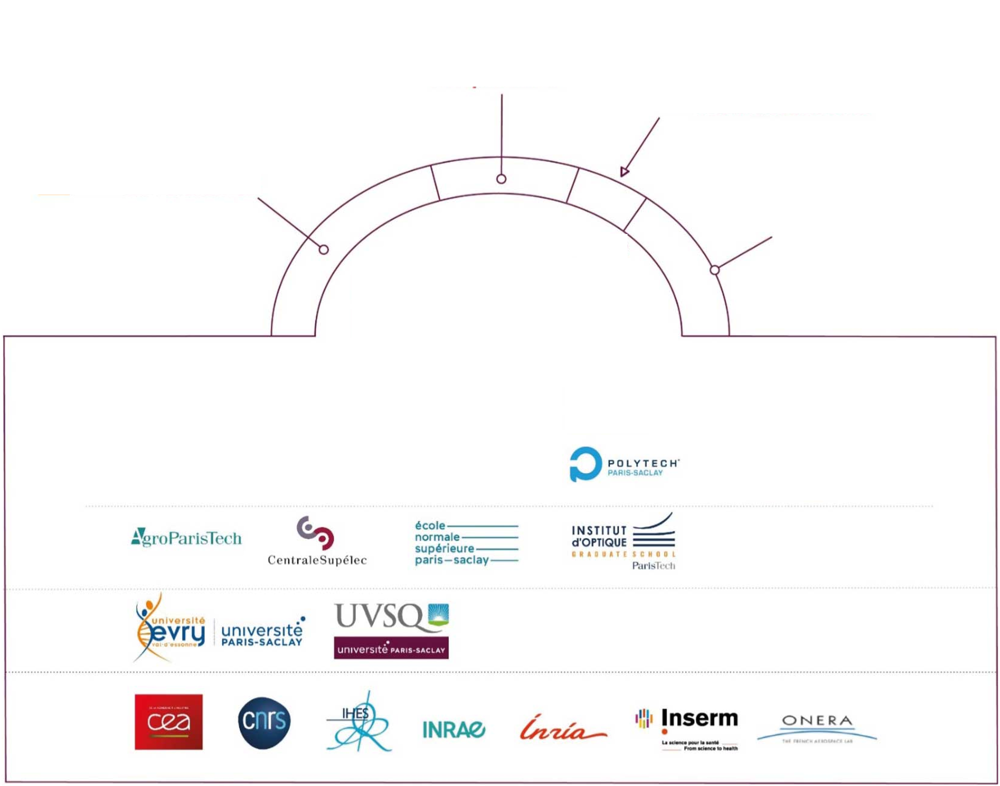 POLYTECH
PARIS-SACLAY
AgroParisTech
CentraleSupélec
école
normale
supérieure
paris-saclay
INSTITUT
d'OPTIQUE
GRADUATE SCHOOL
ParisTech
université
evry
val-d'essonne
université
PARIS-SACLAY
UVSQ
université PARIS-SACLAY
cea
cnrs
IHES
INRAE
Inria
Inserm
La science pour la santé
From science to health
ONERA
THE FRENCH AEROSPACE LAB